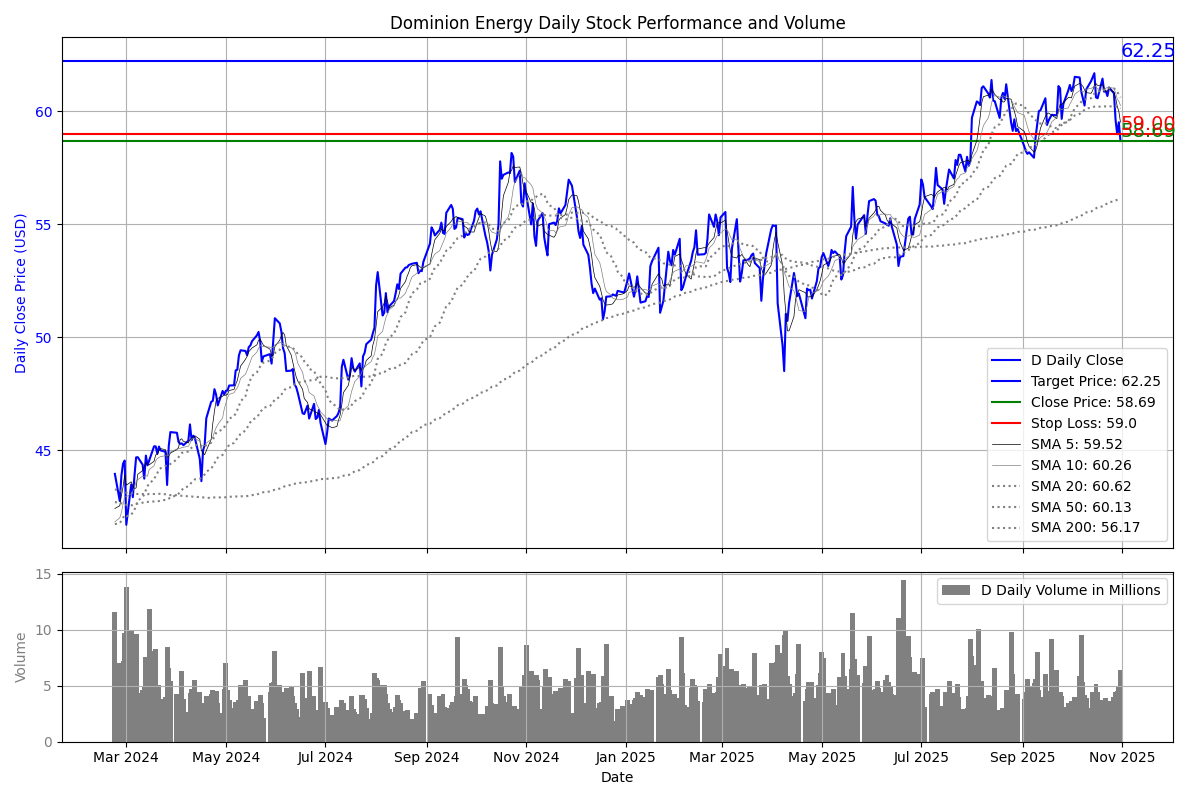 Dominion Energy Daily Stock Performance and Volume
62.25
59.00
58.69
60
55
50
45
Daily Close Price (USD)
D Daily Close
Target Price: 62.25
Close Price: 58.69
Stop Loss: 59.0
SMA 5: 59.52
SMA 10: 60.26
SMA 20: 60.62
SMA 50: 60.13
SMA 200: 56.17
15
10
5
0
Volume
D Daily Volume in Millions
Mar 2024 May 2024 Jul 2024 Sep 2024 Nov 2024 Jan 2025 Mar 2025 May 2025 Jul 2025 Sep 2025 Nov 2025
Date